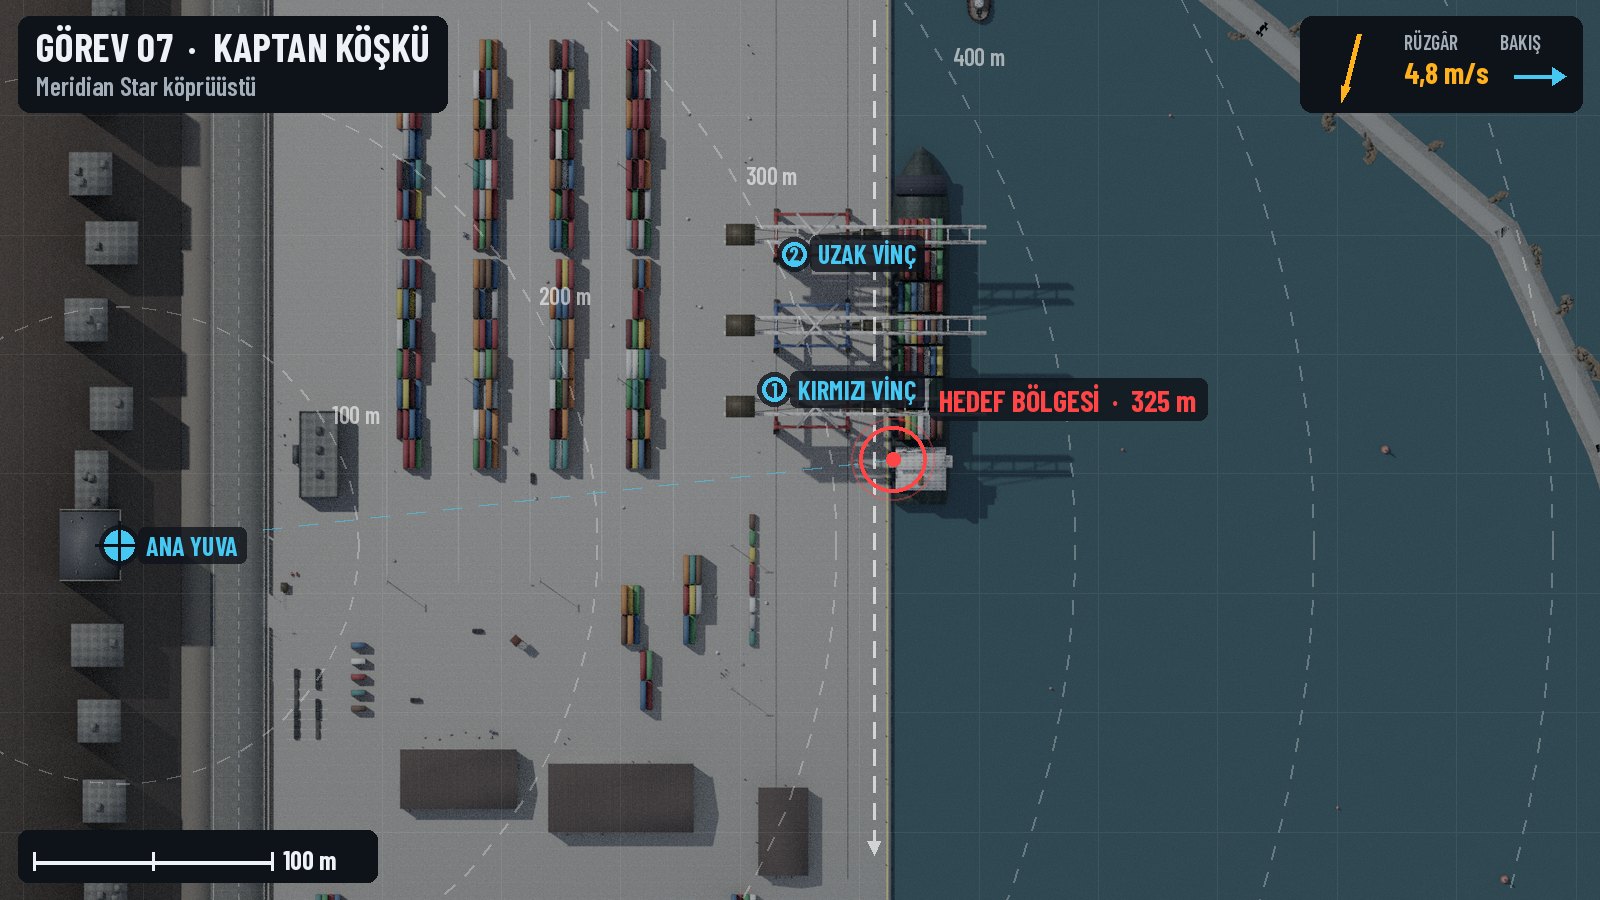 GÖREV 07 · KAPTAN KÖŞKÜ
Meridian Star köprüüstü
RÜZGÂR
BAKIŞ
4,8 m/s
400 m
300 m
② UZAK VİNÇ
200 m
① KIRMIZI VİNÇ
HEDEF BÖLGESİ · 325 m
100 m
ANA YUVA
100 m